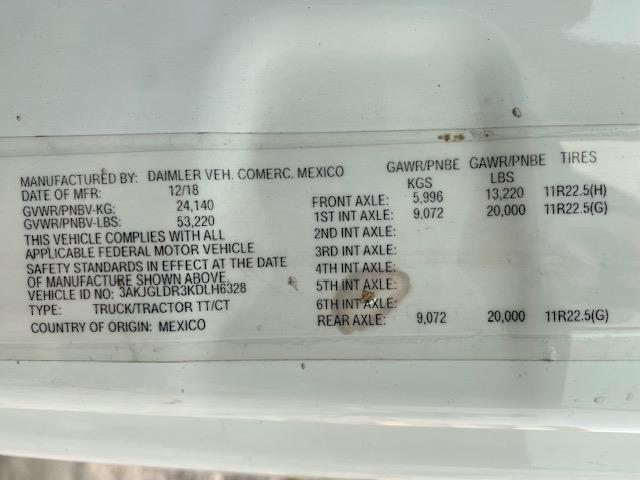 MANUFACTURED BY: DAIMLER VEH. COMERC. MEXICO
DATE OF MFR: 12/18
GVWR/PNBV-KG: 24,140
GVWR/PNBV-LBS: 53,220
THIS VEHICLE COMPLIES WITH ALL
APPLICABLE FEDERAL MOTOR VEHICLE
SAFETY STANDARDS IN EFFECT AT THE DATE
OF MANUFACTURE SHOWN ABOVE
VEHICLE ID NO: 3AKJGLDR3KDLH6328
TYPE: TRUCK/TRACTOR TT/CT
COUNTRY OF ORIGIN: MEXICO
GAWR/PNBE GAWR/PNBE TIRES
KGS LBS
FRONT AXLE: 5,996 13,220 11R22.5(H)
1ST INT AXLE: 9,072 20,000 11R22.5(G)
2ND INT AXLE:
3RD INT AXLE:
4TH INT AXLE:
5TH INT AXLE:
6TH INT AXLE:
REAR AXLE: 9,072 20,000 11R22.5(G)